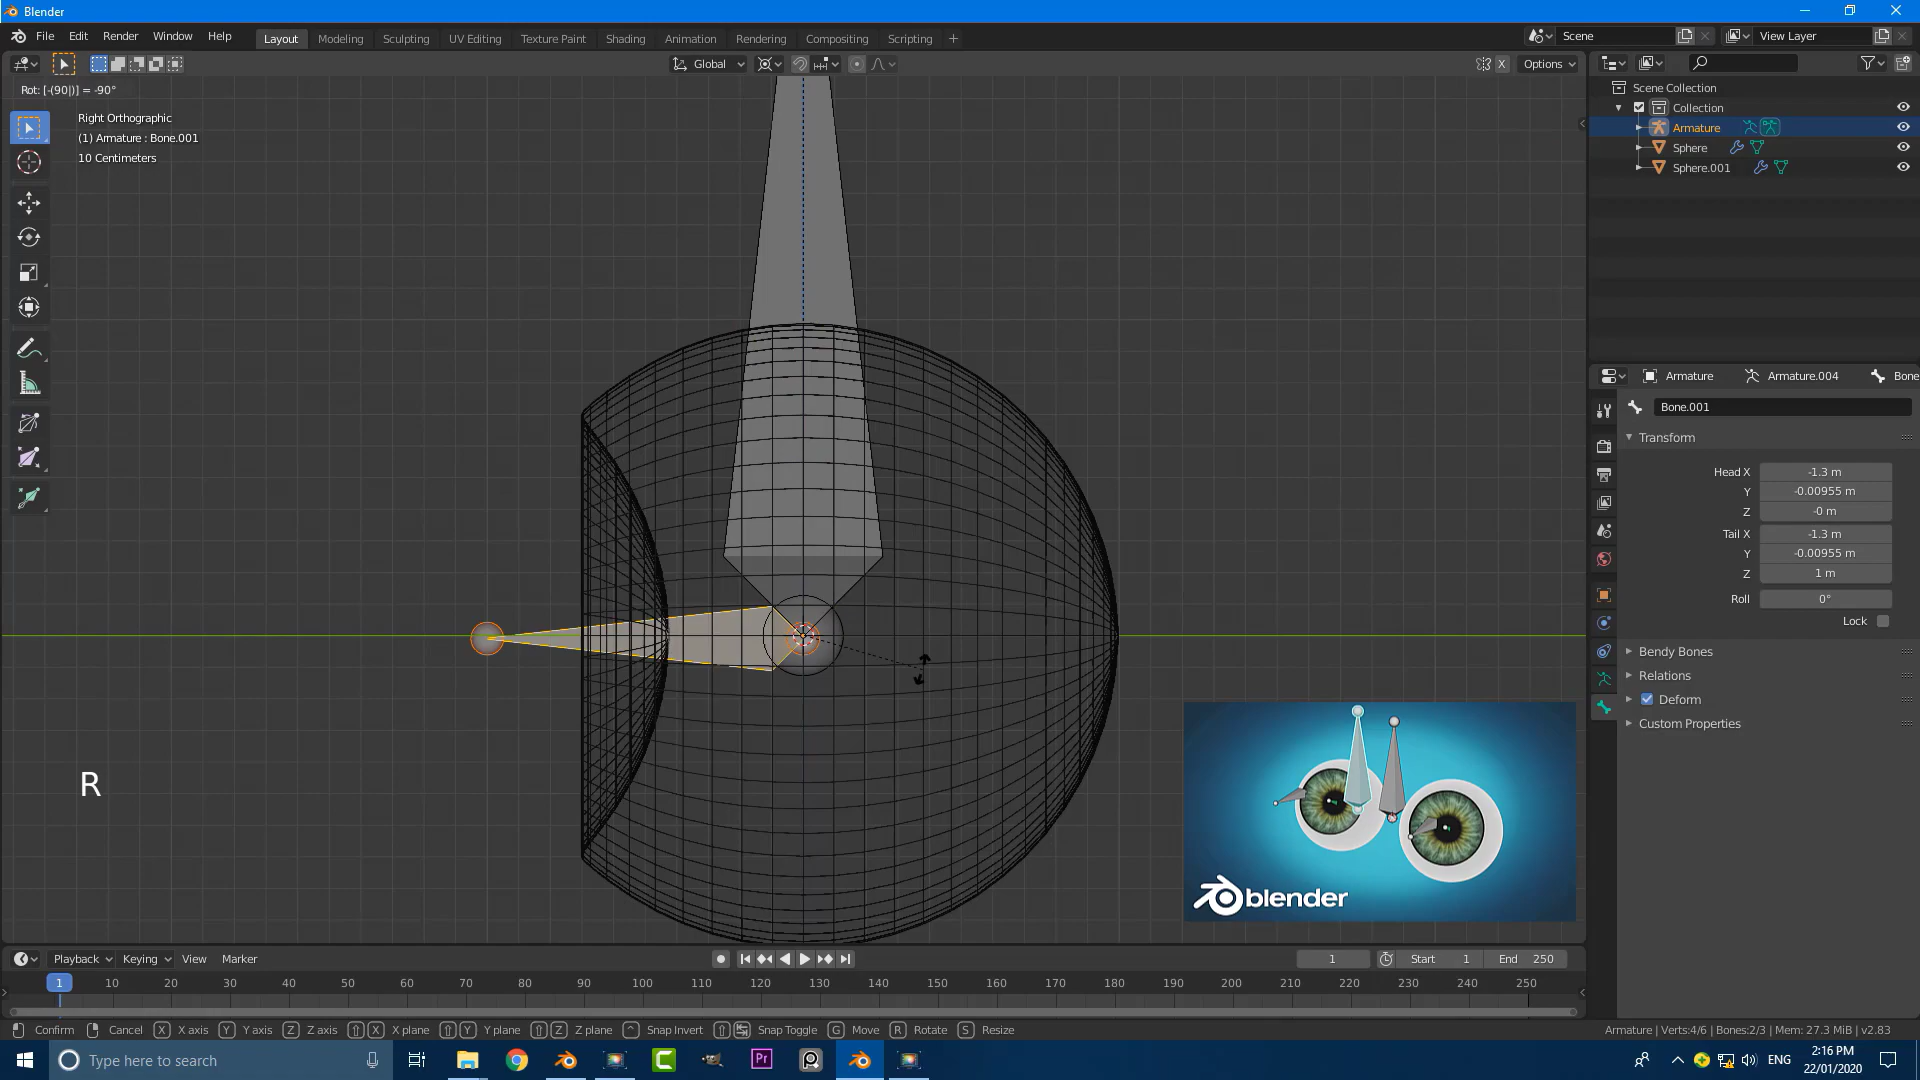 Blender
File Edit Render Window Help
Layout Modeling Sculpting UV Editing Texture Paint Shading Animation Rendering Compositing Scripting +
Scene
View Layer
Global
X
Options
Rot: [-(90|)] = -90°
Right Orthographic
(1) Armature : Bone.001
10 Centimeters
Scene Collection
Collection
Armature
Sphere
Sphere.001
Armature
Armature.004
Bone
Bone.001
Transform
Head X -1.3 m
Y -0.00955 m
Z -0 m
Tail X -1.3 m
Y -0.00955 m
Z 1 m
Roll 0°
Lock
Bendy Bones
Relations
Deform
Custom Properties
R
blender
Playback Keying View Marker
1
Start 1
End 250
1 10 20 30 40 50 60 70 80 90 100 110 120 130 140 150 160 170 180 190 200 210 220 230 240 250
Confirm Cancel X X axis Y Y axis Z Z axis X X plane Y Y plane Z Z plane Snap Invert Snap Toggle G Move R Rotate S Resize
Armature | Verts:4/6 | Bones:2/3 | Mem: 27.3 MiB | v2.83
Type here to search
Pr
ENG
2:16 PM
22/01/2020